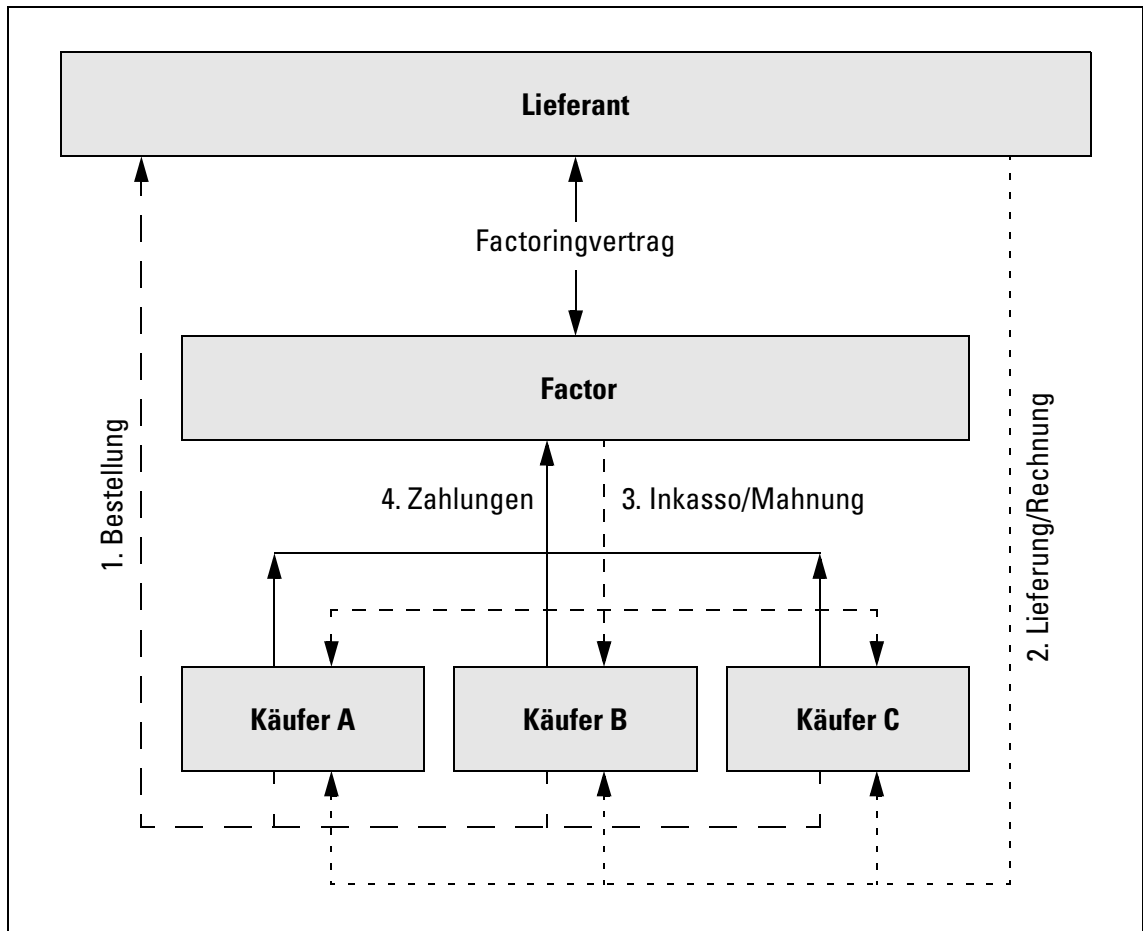 Lieferant
Factoringvertrag
Factor
1. Bestellung
4. Zahlungen
3. Inkasso/Mahnung
2. Lieferung/Rechnung
Käufer A
Käufer B
Käufer C